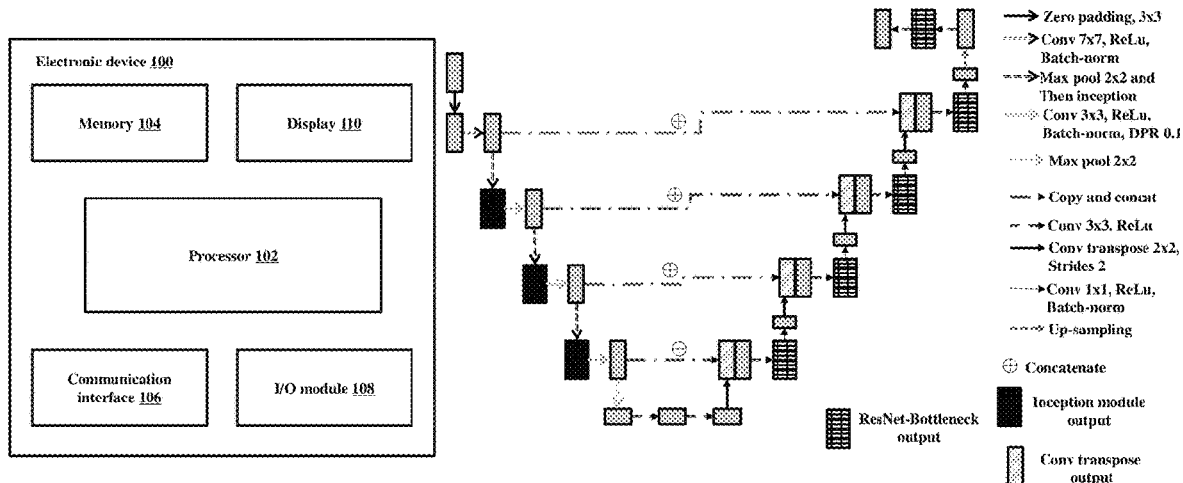 Electronic device 100
Memory 104
Display 110
Processor 102
Communication
interface 106
I/O module 108
Zero padding, 3x3
Conv 7x7, ReLu,
Batch-norm
Max pool 2x2 and
Then inception
Conv 3x3, ReLu,
Batch-norm, DPR 0.1
Max pool 2x2
Copy and concat
Conv 3x3, ReLu
Conv transpose 2x2,
Strides 2
Conv 1x1, ReLu,
Batch-norm
Up-sampling
Concatenate
Inception module
output
ResNet-Bottleneck
output
Conv transpose
output